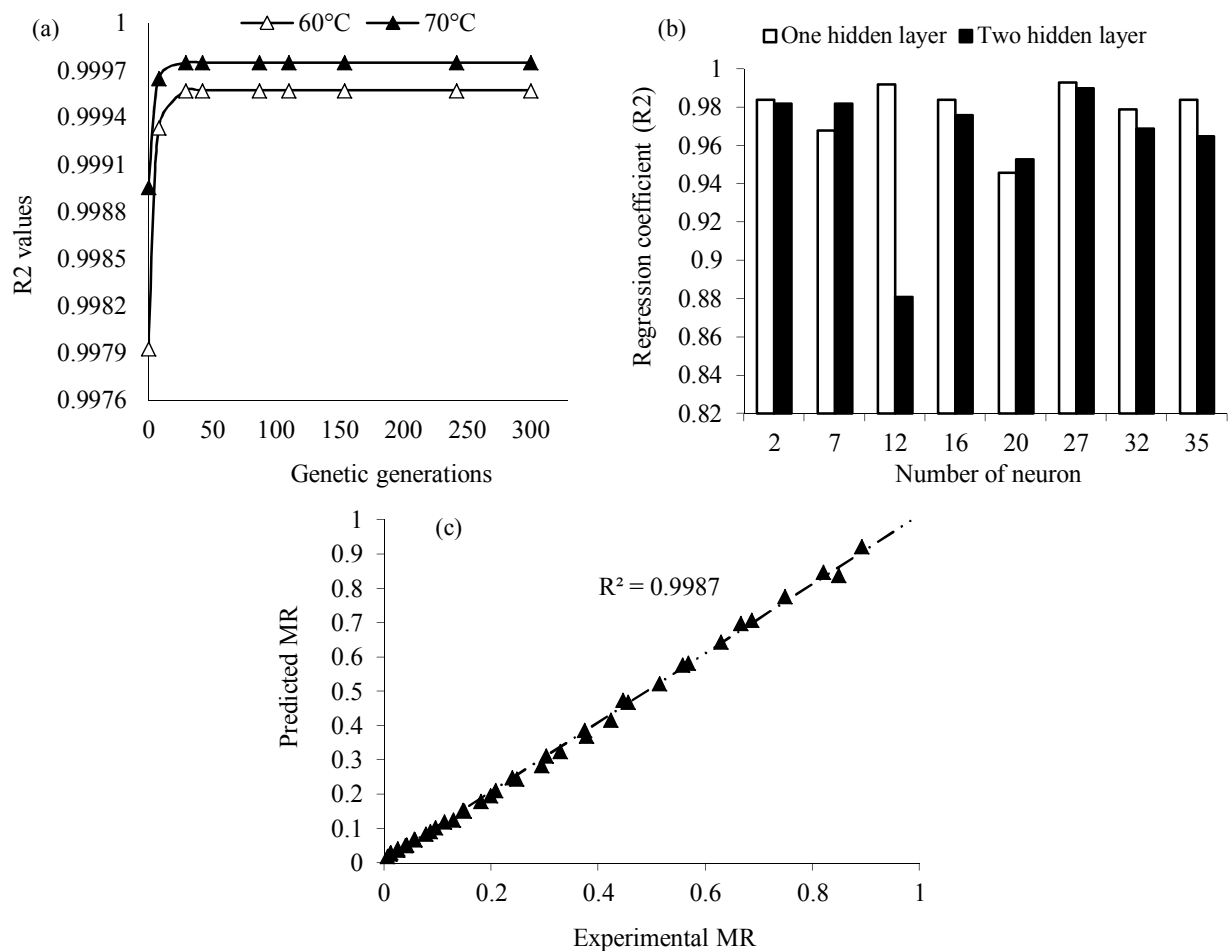 (a)
60°C 70°C
1
0.9997
0.9994
0.9991
0.9988
0.9985
0.9982
0.9979
0.9976
R2 values
0 50 100 150 200 250 300
Genetic generations
(b)
One hidden layer Two hidden layer
1
0.98
0.96
0.94
0.92
0.9
0.88
0.86
0.84
0.82
Regression coefficient (R2)
2 7 12 16 20 27 32 35
Number of neuron
(c)
1
0.9
0.8
0.7
0.6
0.5
0.4
0.3
0.2
0.1
0
Predicted MR
R² = 0.9987
0 0.2 0.4 0.6 0.8 1
Experimental MR